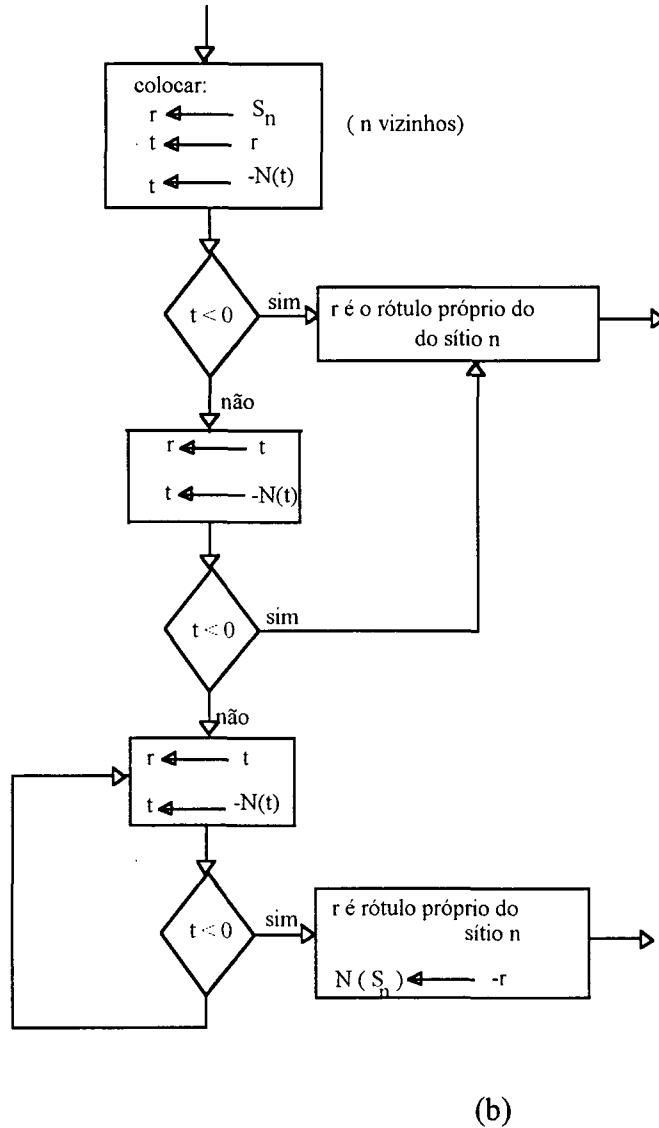 colocar:
r S_n
t r
t -N(t)
( n vizinhos)
t < 0
sim
r é o rótulo próprio do
do sítio n
não
r t
t -N(t)
t < 0
sim
não
r t
t -N(t)
t < 0
sim
r é rótulo próprio do
sítio n
N ( S_n ) -r
(b)